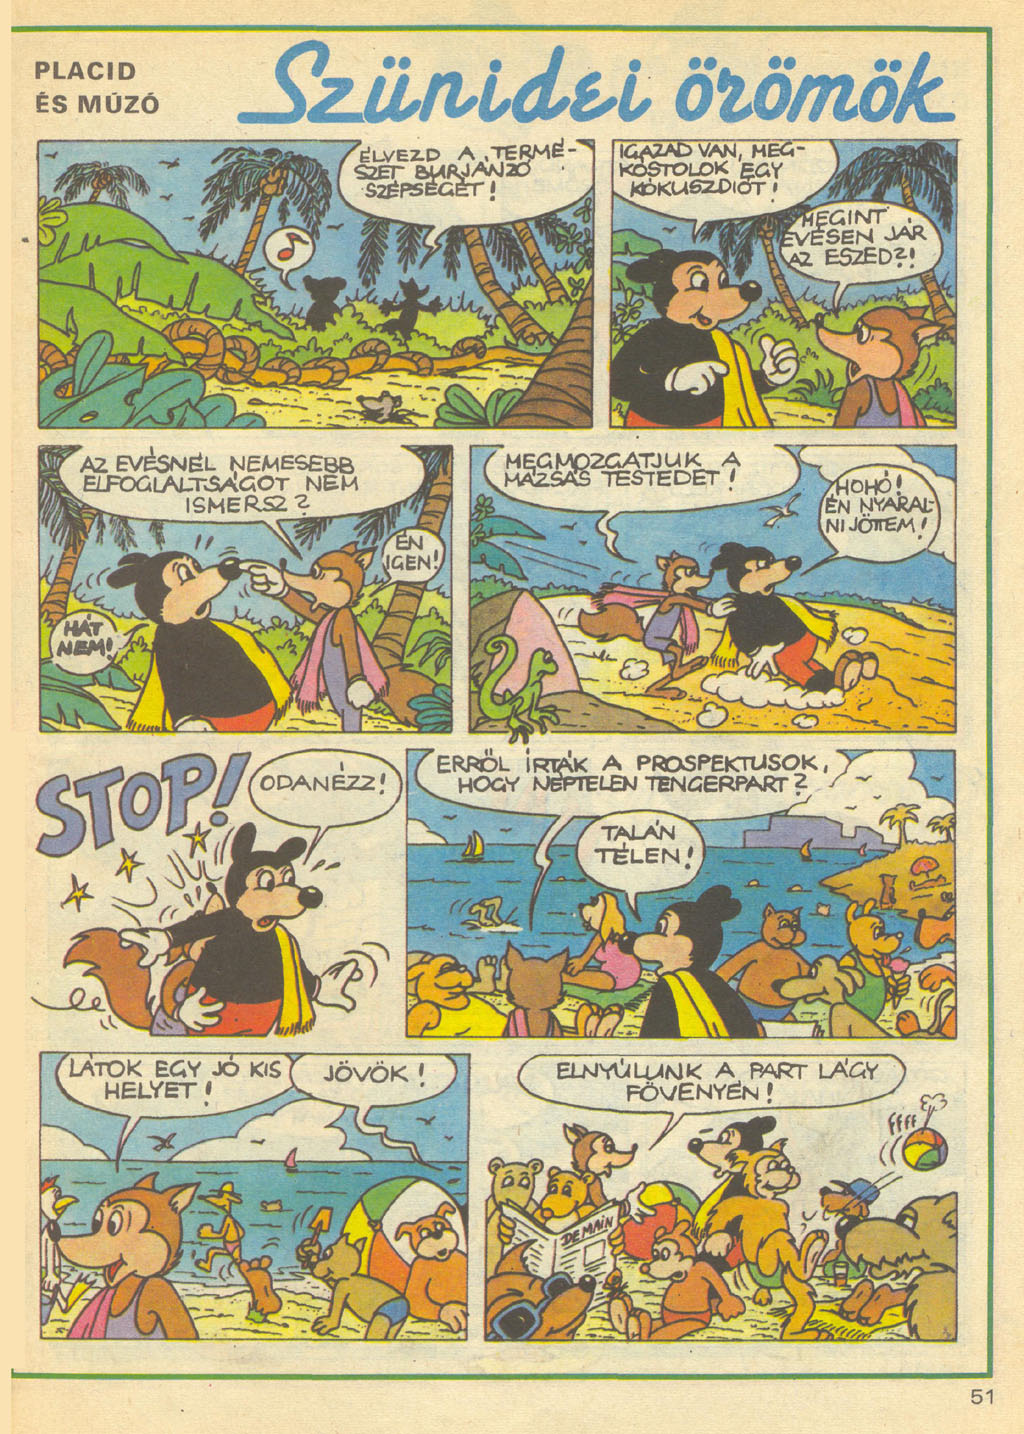 PLACID
ÉS MÚZÓ
Szünidei örömök
ÉLVEZD A TERMÉ-
SZET BURJÁNZÓ
SZÉPSÉGÉT!
IGAZAD VAN, MEG-
KÓSTOLOK EGY
KÓKUSZDIÓT!
MEGINT
EVÉSEN JÁR
AZ ESZED?!
AZ EVÉSNÉL NEMESEBB
ELFOGLALTSÁGOT NEM
ISMERSZ?
HÁT
NEM!
ÉN
IGEN!
MEGMOZGATJUK A
MÁZSÁS TESTEDET!
HOHÓ!
ÉN NYARAL-
NI JÖTTEM!
STOP!
ODANÉZZ!
ERRŐL ÍRTÁK A PROSPEKTUSOK,
HOGY NÉPTELEN TENGERPART?
TALÁN
TÉLEN!
LÁTOK EGY JÓ KIS
HELYET!
JÖVÖK!
ELNYÚLUNK A PART LÁGY
FÖVENYÉN!
ffff
DEMAIN
51